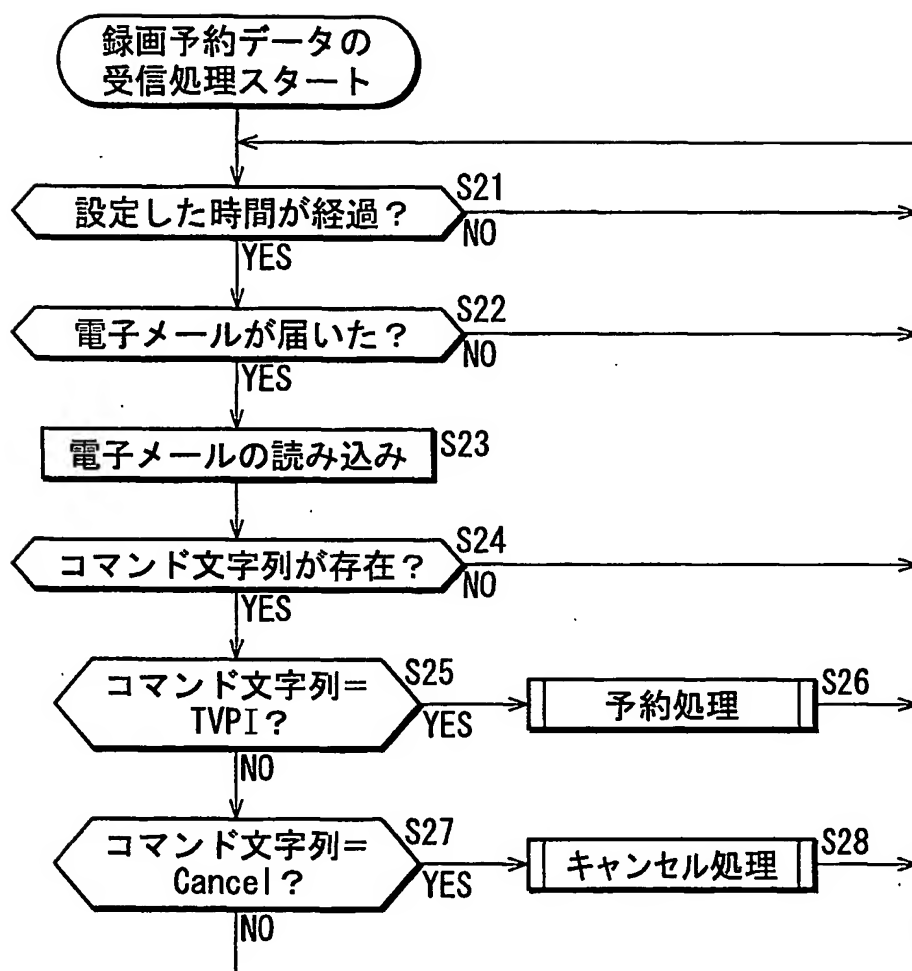 録画予約データの
受信処理スタート
設定した時間が経過?
S21
NO
YES
電子メールが届いた?
S22
NO
YES
電子メールの読み込み
S23
コマンド文字列が存在?
S24
NO
YES
コマンド文字列=
TVPI?
S25
YES
予約処理
S26
NO
コマンド文字列=
Cancel?
S27
YES
キャンセル処理
S28
NO